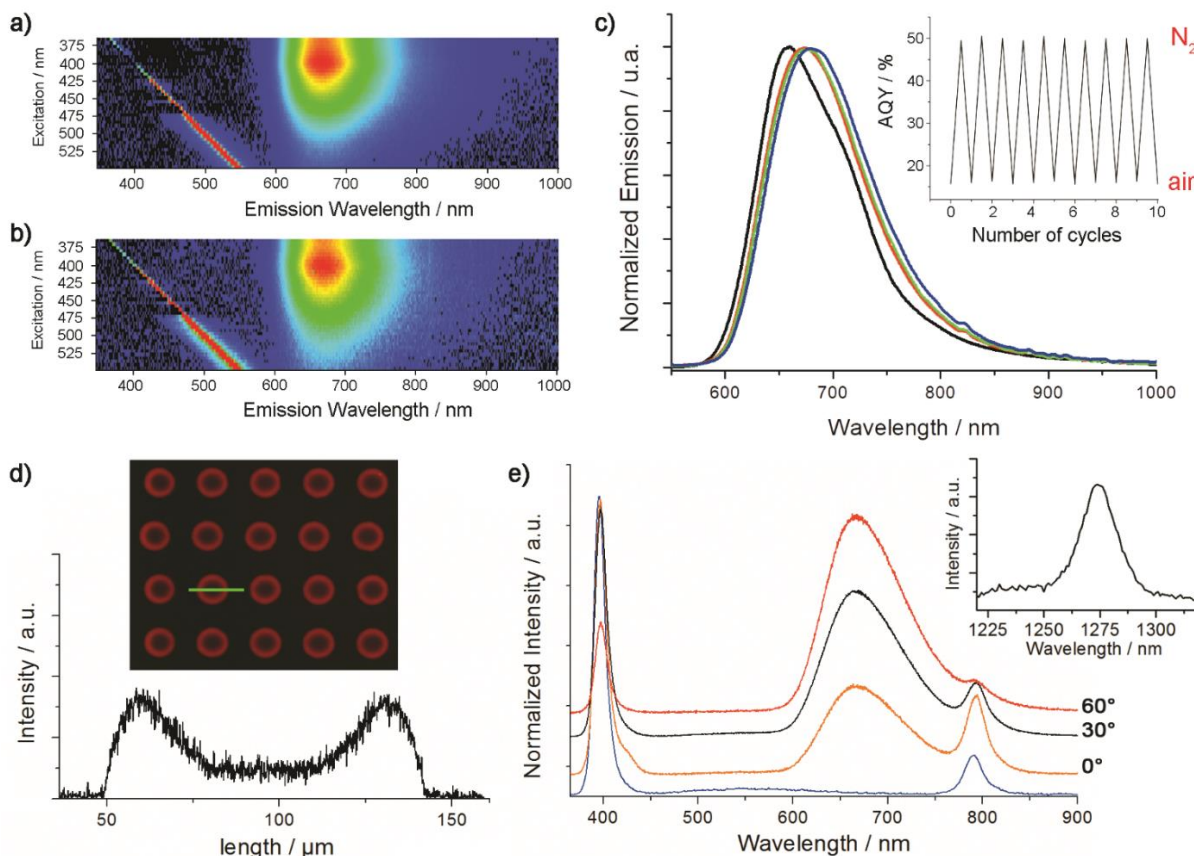 a)
Excitation / nm
375
400
425
450
475
500
525
400 500 600 700 800 900 1000
Emission Wavelength / nm
b)
Excitation / nm
375
400
425
450
475
500
525
400 500 600 700 800 900 1000
Emission Wavelength / nm
c)
Normalized Emission / u.a.
600 700 800 900 1000
Wavelength / nm
AQY / %
50
40
30
20
0 2 4 6 8 10
Number of cycles
N2
air
d)
Intensity / a.u.
50 100 150
length / µm
e)
Normalized Intensity / a.u.
60°
30°
0°
400 500 600 700 800 900
Wavelength / nm
Intensity / a.u.
1225 1250 1275 1300
Wavelength / nm